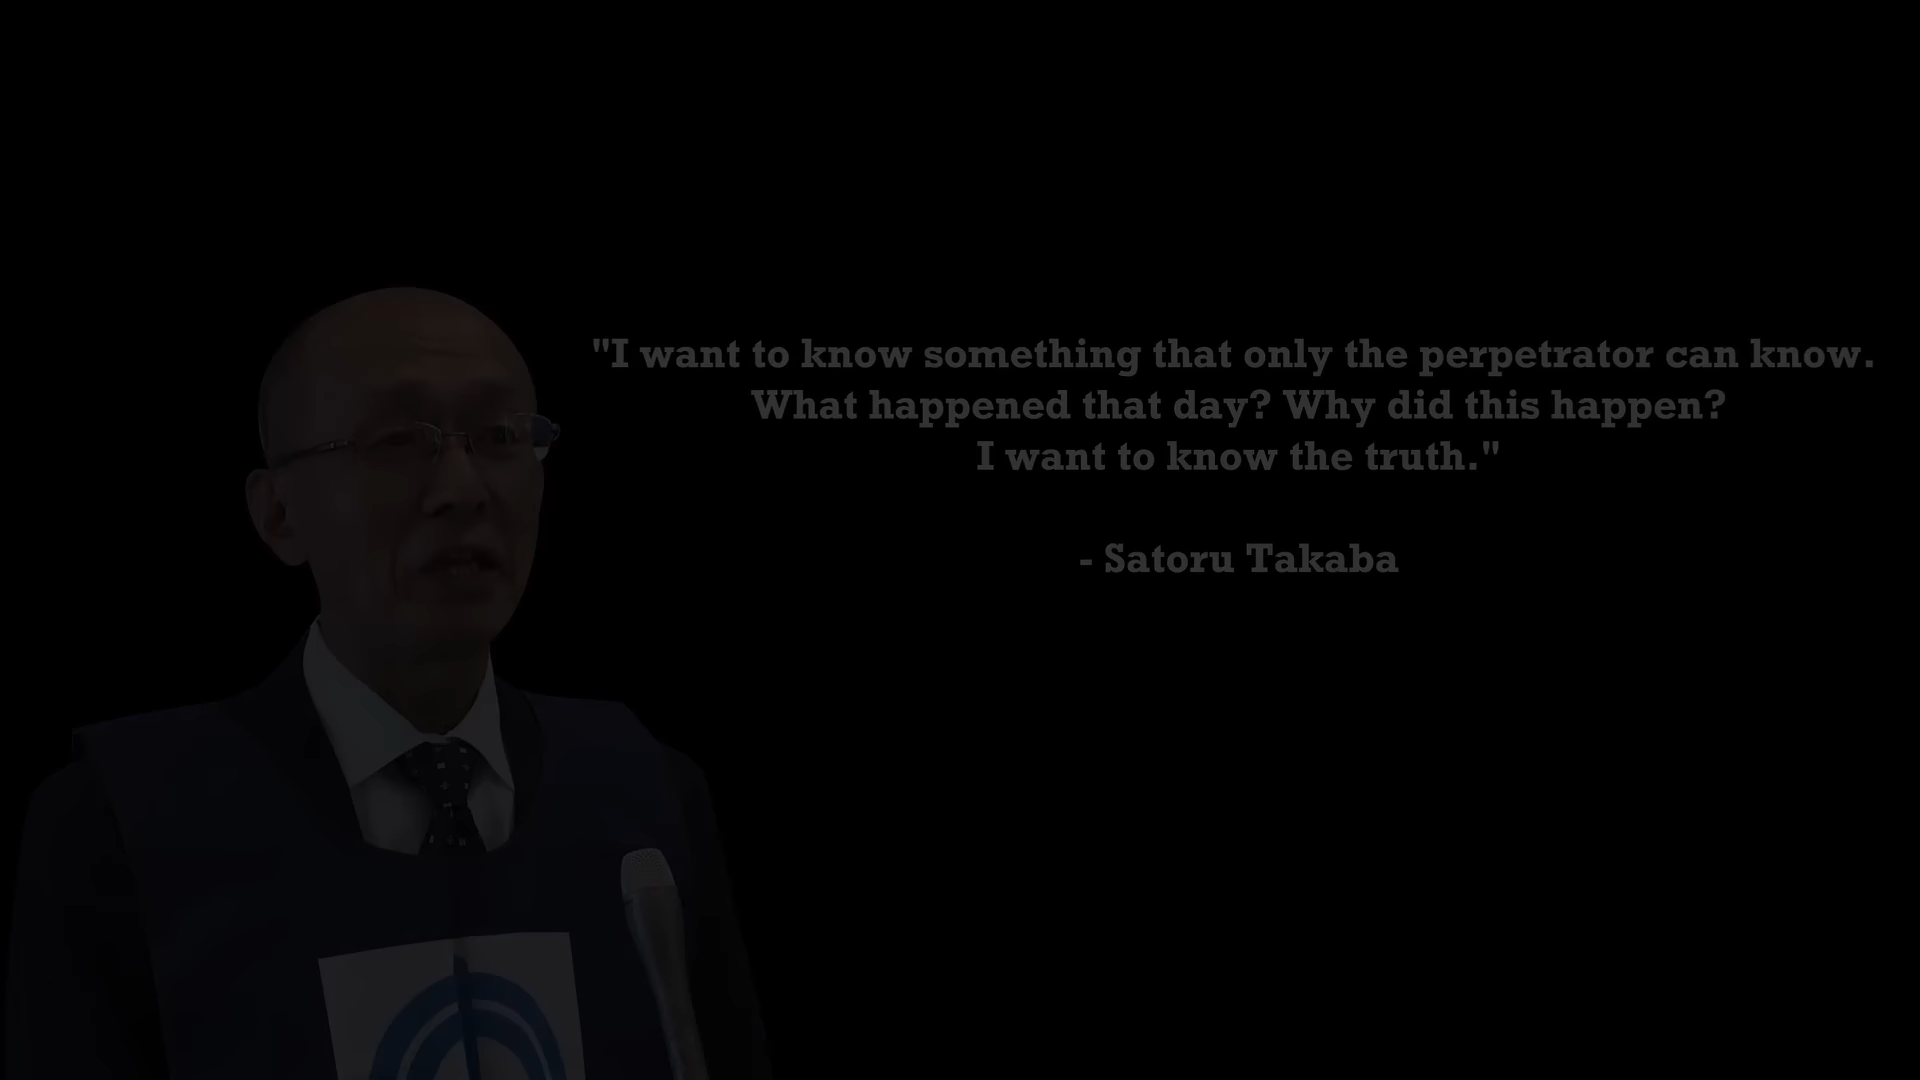 "I want to know something that only the perpetrator can know.
What happened that day? Why did this happen?
I want to know the truth."
- Satoru Takaba